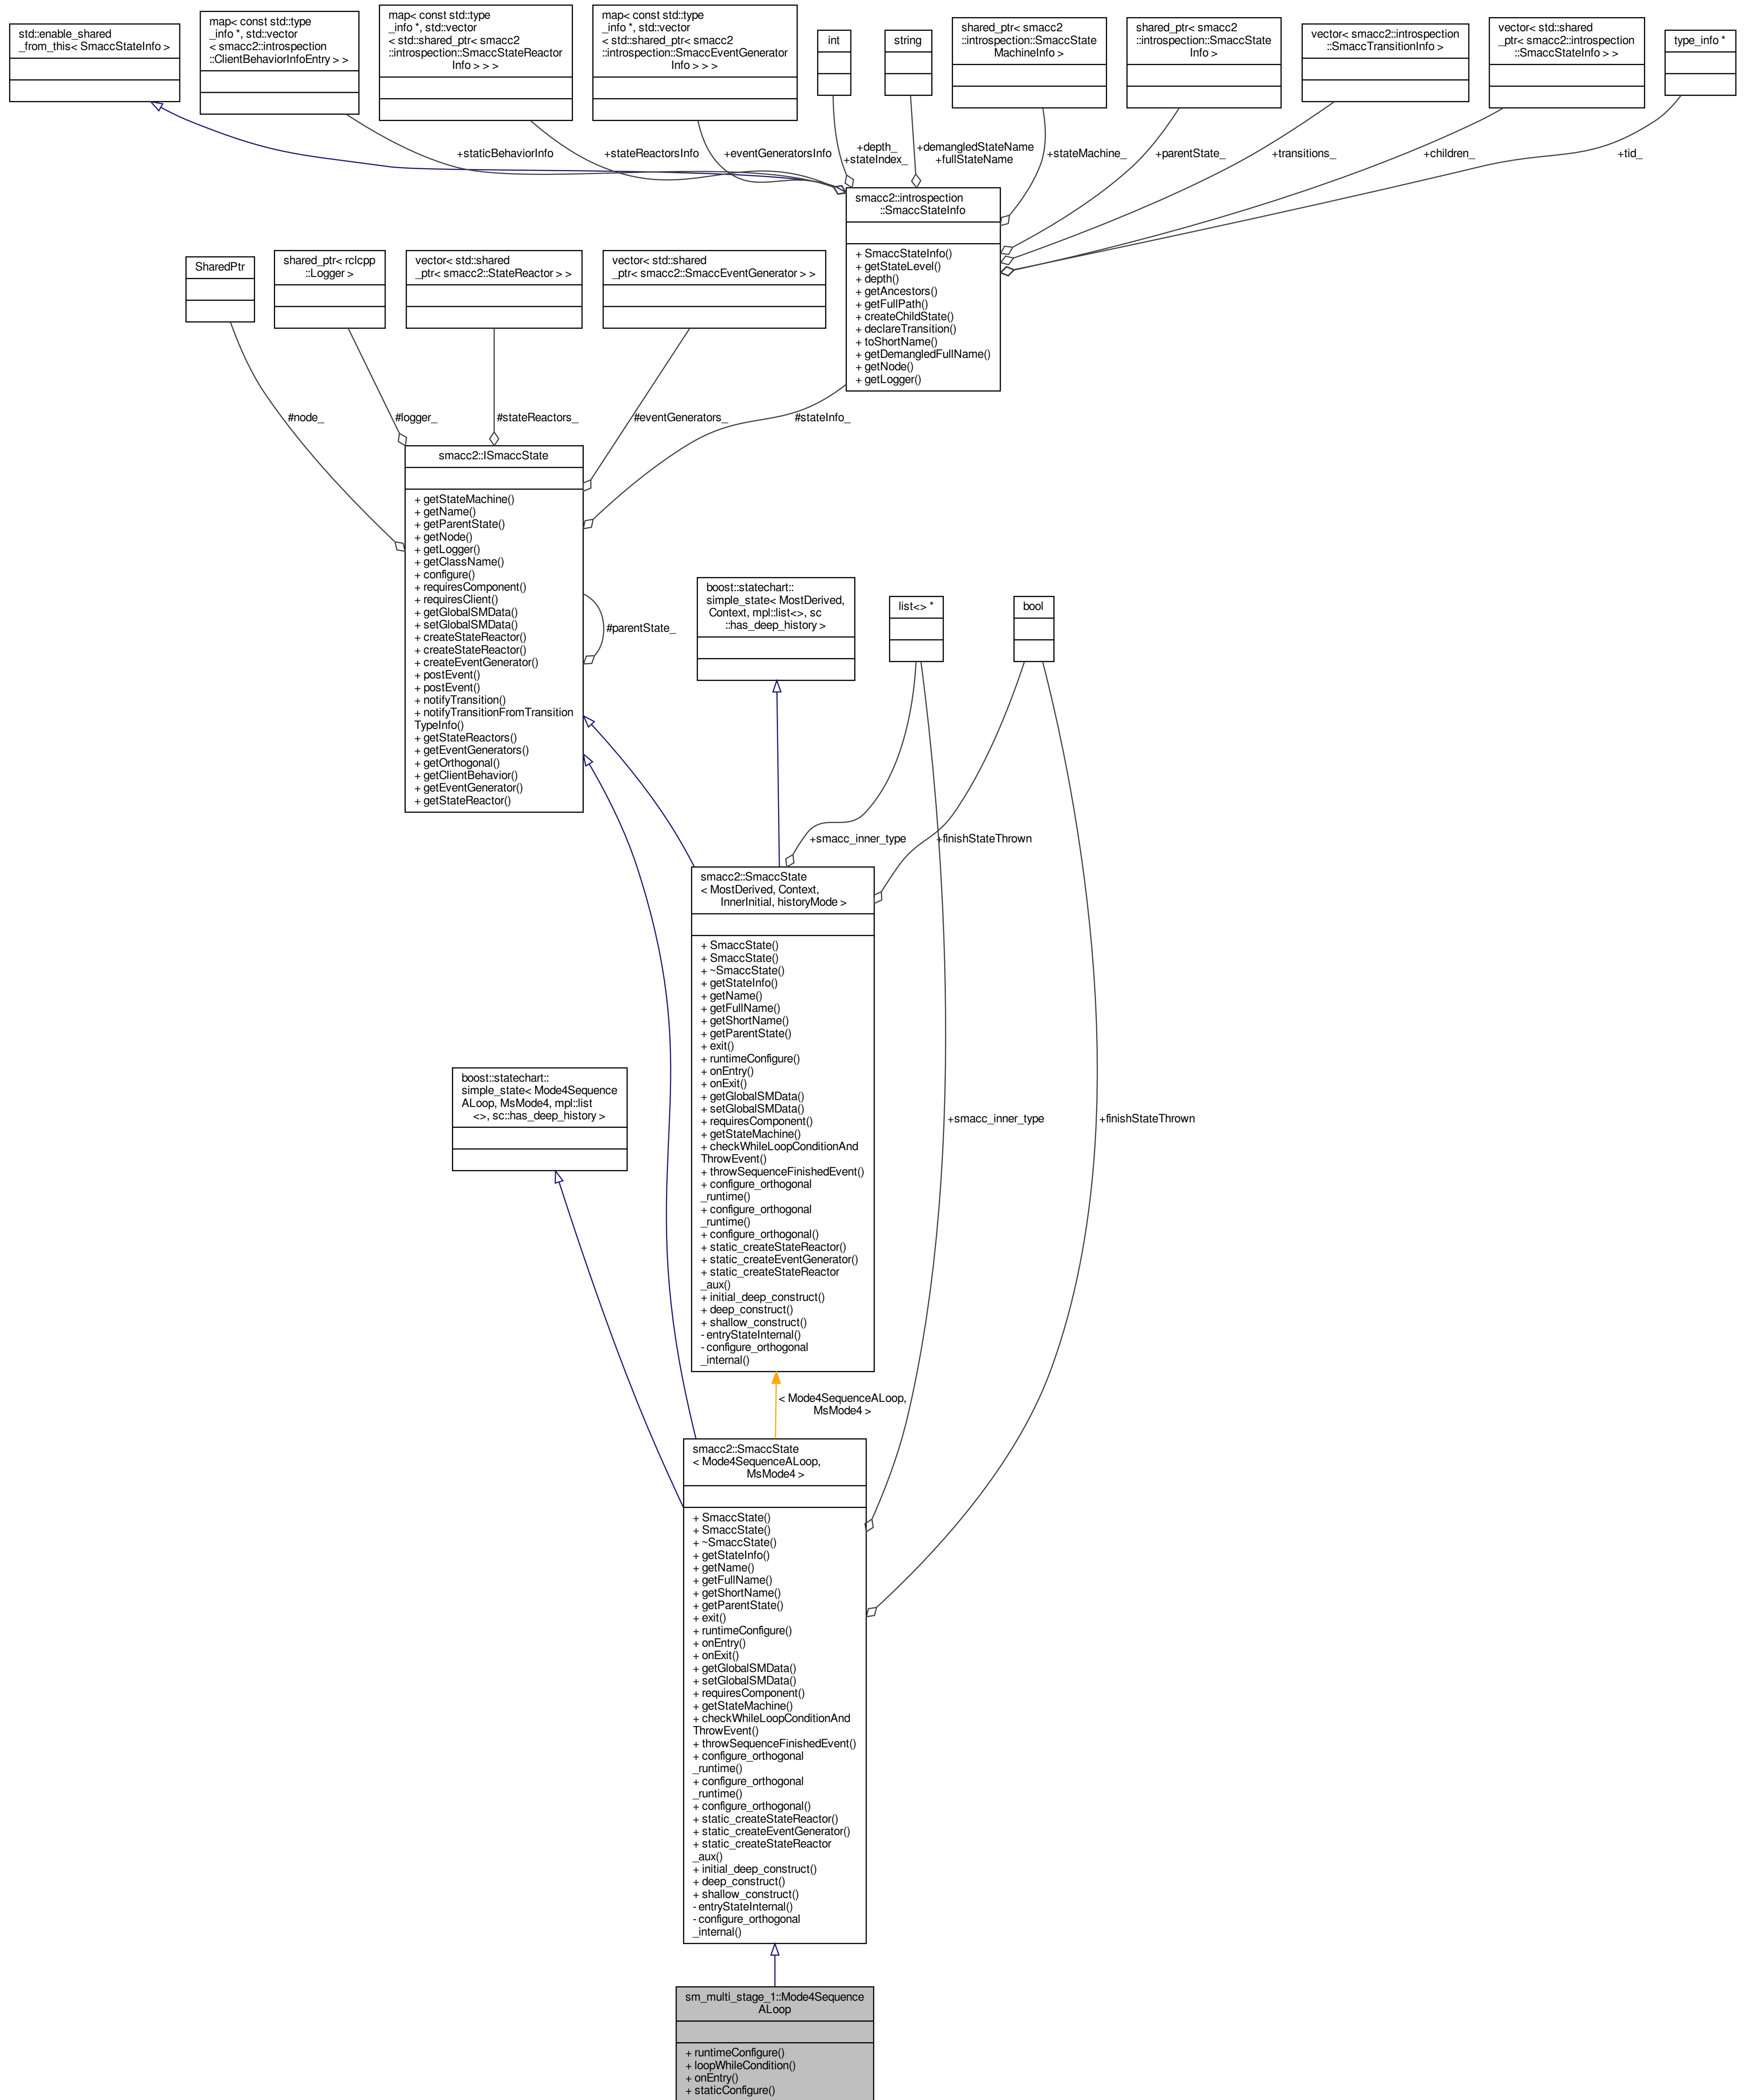 std::enable_shared
_from_this< SmaccStateInfo >
map< const std::type
_info *, std::vector
< smacc2::introspection
::ClientBehaviorInfoEntry > >
map< const std::type
_info *, std::vector
< std::shared_ptr< smacc2
::introspection::SmaccStateReactor
Info > > >
map< const std::type
_info *, std::vector
< std::shared_ptr< smacc2
::introspection::SmaccEventGenerator
Info > > >
int
string
shared_ptr< smacc2
::introspection::SmaccState
MachineInfo >
shared_ptr< smacc2
::introspection::SmaccState
Info >
vector< smacc2::introspection
::SmaccTransitionInfo >
vector< std::shared
_ptr< smacc2::introspection
::SmaccStateInfo > >
type_info *
+staticBehaviorInfo
+stateReactorsInfo
+eventGeneratorsInfo
+depth_
+stateIndex_
+demangledStateName
+fullStateName
+stateMachine_
+parentState_
+transitions_
+children_
+tid_
smacc2::introspection
::SmaccStateInfo
+ SmaccStateInfo()
+ getStateLevel()
+ depth()
+ getAncestors()
+ getFullPath()
+ createChildState()
+ declareTransition()
+ toShortName()
+ getDemangledFullName()
+ getNode()
+ getLogger()
SharedPtr
shared_ptr< rclcpp
::Logger >
vector< std::shared
_ptr< smacc2::StateReactor > >
vector< std::shared
_ptr< smacc2::SmaccEventGenerator > >
#node_
#logger_
#stateReactors_
#eventGenerators_
#stateInfo_
smacc2::ISmaccState
+ getStateMachine()
+ getName()
+ getParentState()
+ getNode()
+ getLogger()
+ getClassName()
+ configure()
+ requiresComponent()
+ requiresClient()
+ getGlobalSMData()
+ setGlobalSMData()
+ createStateReactor()
+ createStateReactor()
+ createEventGenerator()
+ postEvent()
+ postEvent()
+ notifyTransition()
+ notifyTransitionFromTransition
TypeInfo()
+ getStateReactors()
+ getEventGenerators()
+ getOrthogonal()
+ getClientBehavior()
+ getEventGenerator()
+ getStateReactor()
#parentState_
boost::statechart::
simple_state< MostDerived,
Context, mpl::list<>, sc
::has_deep_history >
list<> *
bool
+smacc_inner_type
+finishStateThrown
smacc2::SmaccState
< MostDerived, Context,
InnerInitial, historyMode >
+ SmaccState()
+ SmaccState()
+ ~SmaccState()
+ getStateInfo()
+ getName()
+ getFullName()
+ getShortName()
+ getParentState()
+ exit()
+ runtimeConfigure()
+ onEntry()
+ onExit()
+ getGlobalSMData()
+ setGlobalSMData()
+ requiresComponent()
+ getStateMachine()
+ checkWhileLoopConditionAnd
ThrowEvent()
+ throwSequenceFinishedEvent()
+ configure_orthogonal
_runtime()
+ configure_orthogonal
_runtime()
+ configure_orthogonal()
+ static_createStateReactor()
+ static_createEventGenerator()
+ static_createStateReactor
_aux()
+ initial_deep_construct()
+ deep_construct()
+ shallow_construct()
- entryStateInternal()
- configure_orthogonal
_internal()
boost::statechart::
simple_state< Mode4Sequence
ALoop, MsMode4, mpl::list
<>, sc::has_deep_history >
+smacc_inner_type
+finishStateThrown
< Mode4SequenceALoop,
MsMode4 >
smacc2::SmaccState
< Mode4SequenceALoop,
MsMode4 >
+ SmaccState()
+ SmaccState()
+ ~SmaccState()
+ getStateInfo()
+ getName()
+ getFullName()
+ getShortName()
+ getParentState()
+ exit()
+ runtimeConfigure()
+ onEntry()
+ onExit()
+ getGlobalSMData()
+ setGlobalSMData()
+ requiresComponent()
+ getStateMachine()
+ checkWhileLoopConditionAnd
ThrowEvent()
+ throwSequenceFinishedEvent()
+ configure_orthogonal
_runtime()
+ configure_orthogonal
_runtime()
+ configure_orthogonal()
+ static_createStateReactor()
+ static_createEventGenerator()
+ static_createStateReactor
_aux()
+ initial_deep_construct()
+ deep_construct()
+ shallow_construct()
- entryStateInternal()
- configure_orthogonal
_internal()
sm_multi_stage_1::Mode4Sequence
ALoop
+ runtimeConfigure()
+ loopWhileCondition()
+ onEntry()
+ staticConfigure()